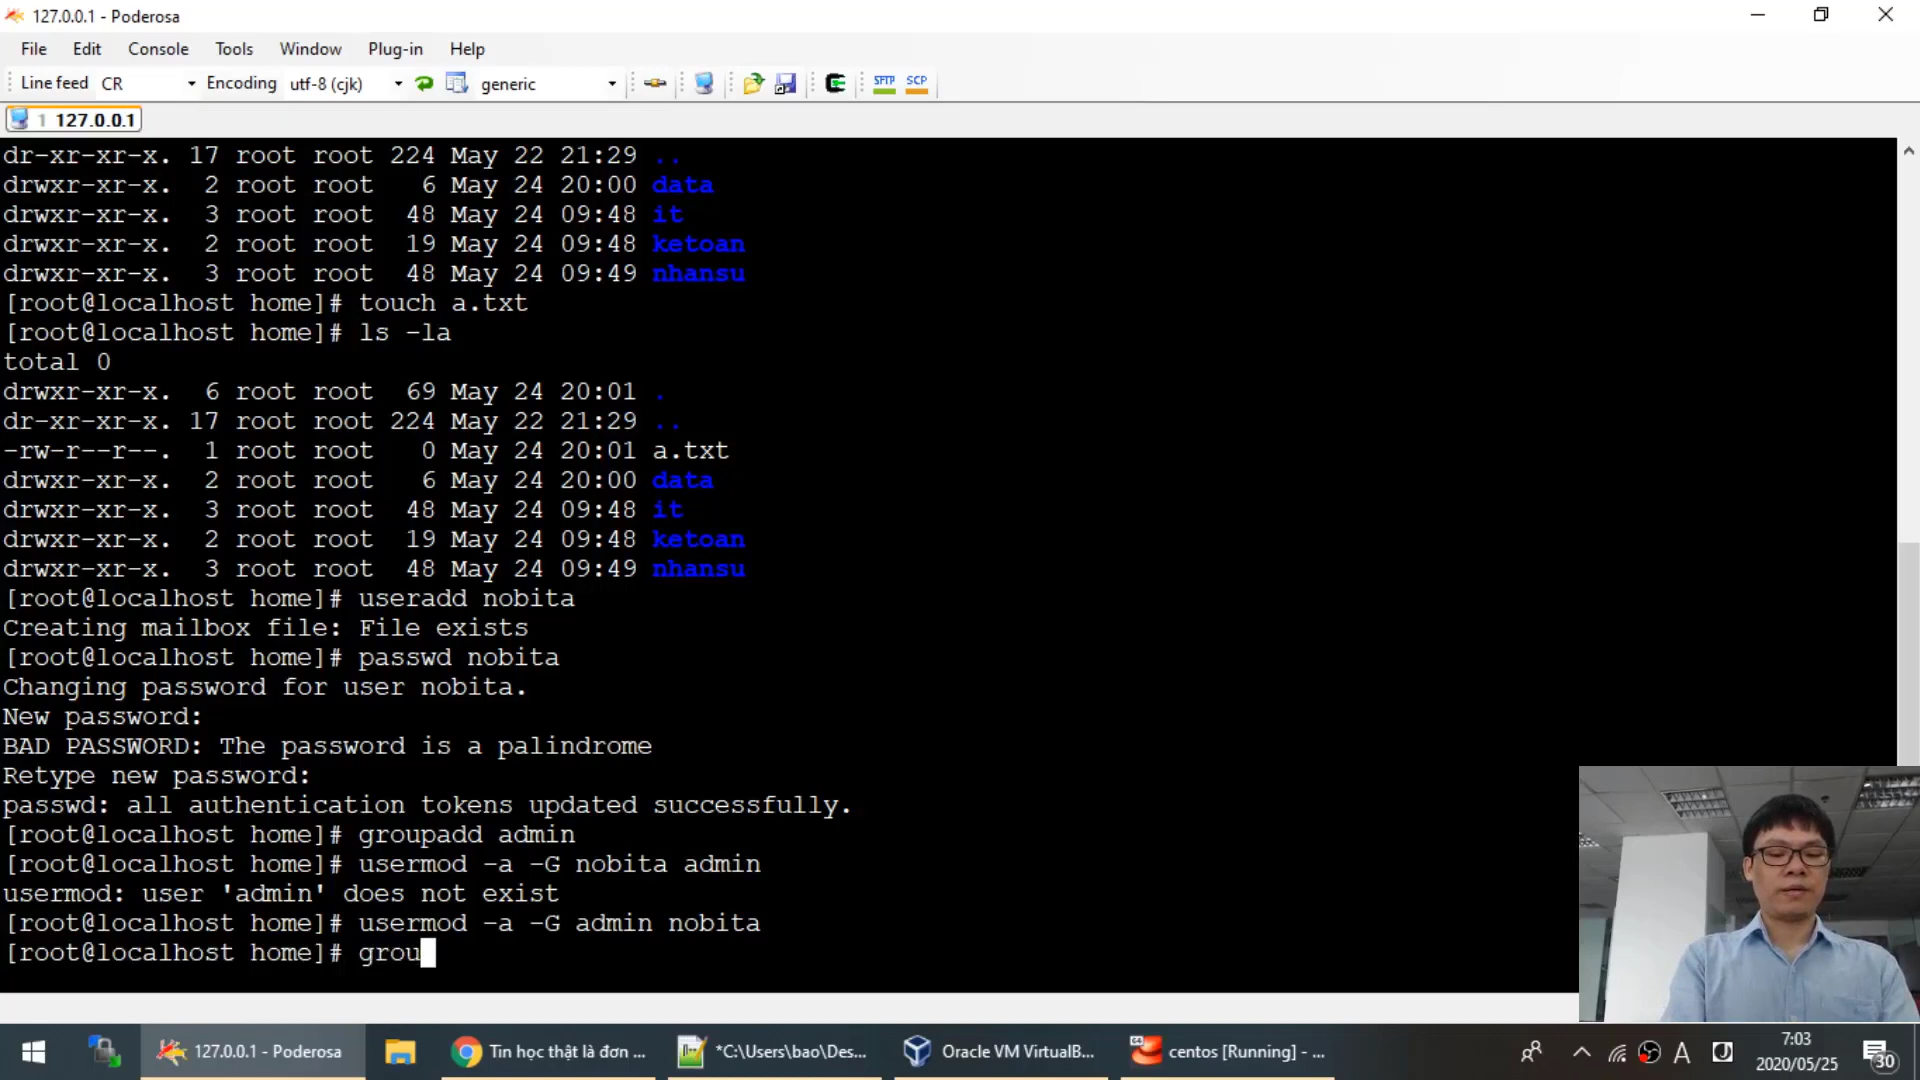 127.0.0.1 - Poderosa
File Edit Console Tools Window Plug-in Help
Line feed CR Encoding utf-8 (cjk) generic SFTP SCP
1 127.0.0.1
dr-xr-xr-x. 17 root root 224 May 22 21:29 ..
drwxr-xr-x. 2 root root 6 May 24 20:00 data
drwxr-xr-x. 3 root root 48 May 24 09:48 it
drwxr-xr-x. 2 root root 19 May 24 09:48 ketoan
drwxr-xr-x. 3 root root 48 May 24 09:49 nhansu
[root@localhost home]# touch a.txt
[root@localhost home]# ls -la
total 0
drwxr-xr-x. 6 root root 69 May 24 20:01 .
dr-xr-xr-x. 17 root root 224 May 22 21:29 ..
-rw-r--r--. 1 root root 0 May 24 20:01 a.txt
drwxr-xr-x. 2 root root 6 May 24 20:00 data
drwxr-xr-x. 3 root root 48 May 24 09:48 it
drwxr-xr-x. 2 root root 19 May 24 09:48 ketoan
drwxr-xr-x. 3 root root 48 May 24 09:49 nhansu
[root@localhost home]# useradd nobita
Creating mailbox file: File exists
[root@localhost home]# passwd nobita
Changing password for user nobita.
New password:
BAD PASSWORD: The password is a palindrome
Retype new password:
passwd: all authentication tokens updated successfully.
[root@localhost home]# groupadd admin
[root@localhost home]# usermod -a -G nobita admin
usermod: user 'admin' does not exist
[root@localhost home]# usermod -a -G admin nobita
[root@localhost home]# grou
127.0.0.1 - Poderosa
Tin học thật là đơn ...
*C:\Users\bao\Des...
Oracle VM VirtualB...
centos [Running] - ...
A
J
7:03
2020/05/25
30